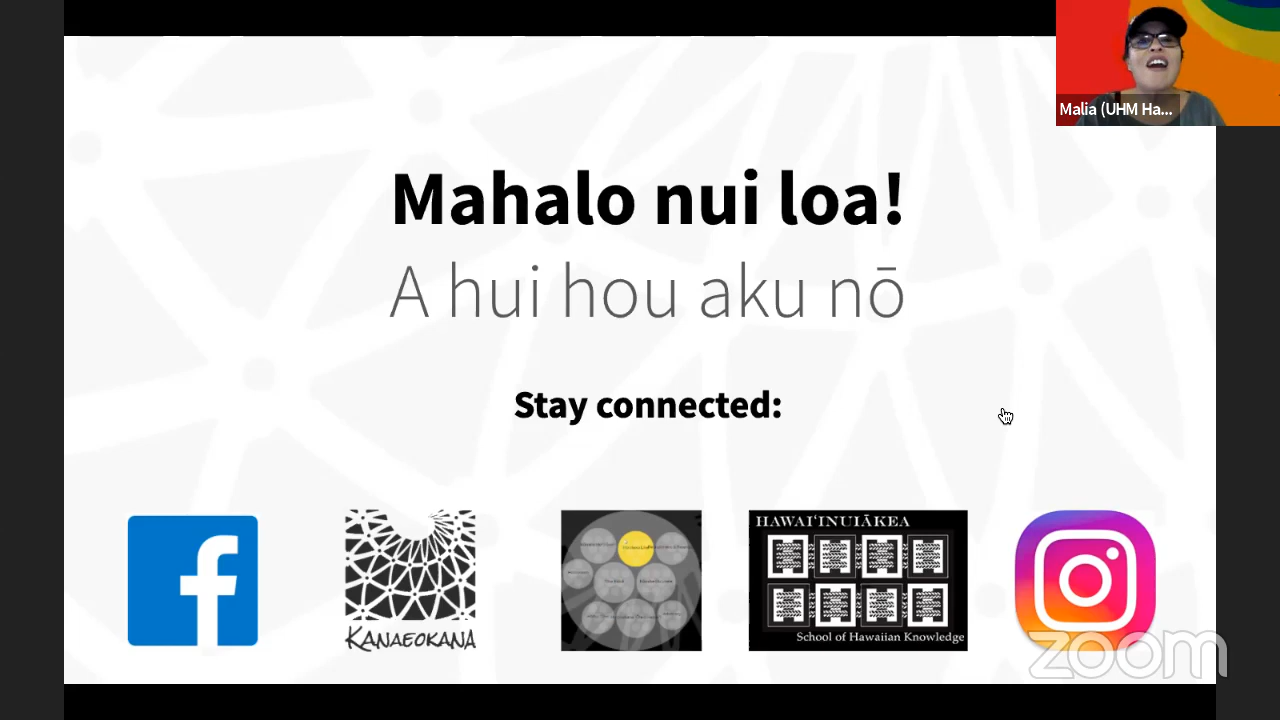 Malia (UHM Ha...
Mahalo nui loa!
A hui hou aku nō
Stay connected:
KANAEOKANA
HAWAIʻINUIĀKEA
School of Hawaiian Knowledge
zoom